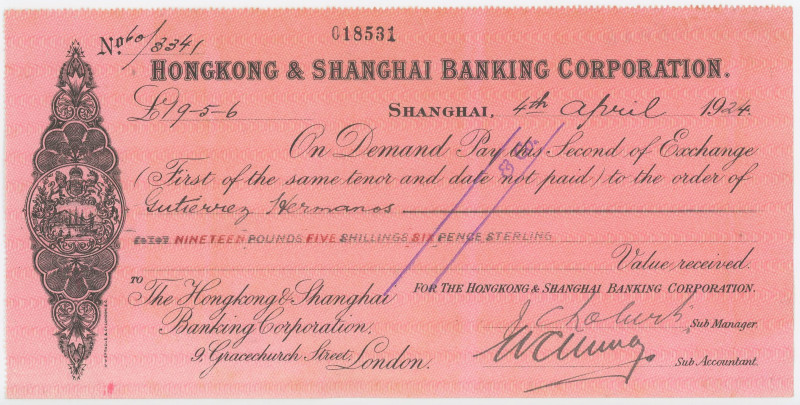 No 60/3341
018531
HONGKONG & SHANGHAI BANKING CORPORATION.
£19-5-6 SHANGHAI, 4th April 1924
On Demand Pay this Second of Exchange
(First of the same tenor and date not paid) to the order of
Gutierrez Hermanos
NINETEEN POUNDS FIVE SHILLINGS SIX PENCE STERLING
Value received.
TO The Hongkong & Shanghai FOR THE HONGKONG & SHANGHAI BANKING CORPORATION.
Banking Corporation, Sub Manager.
9, Gracechurch Street, London. Sub Accountant.